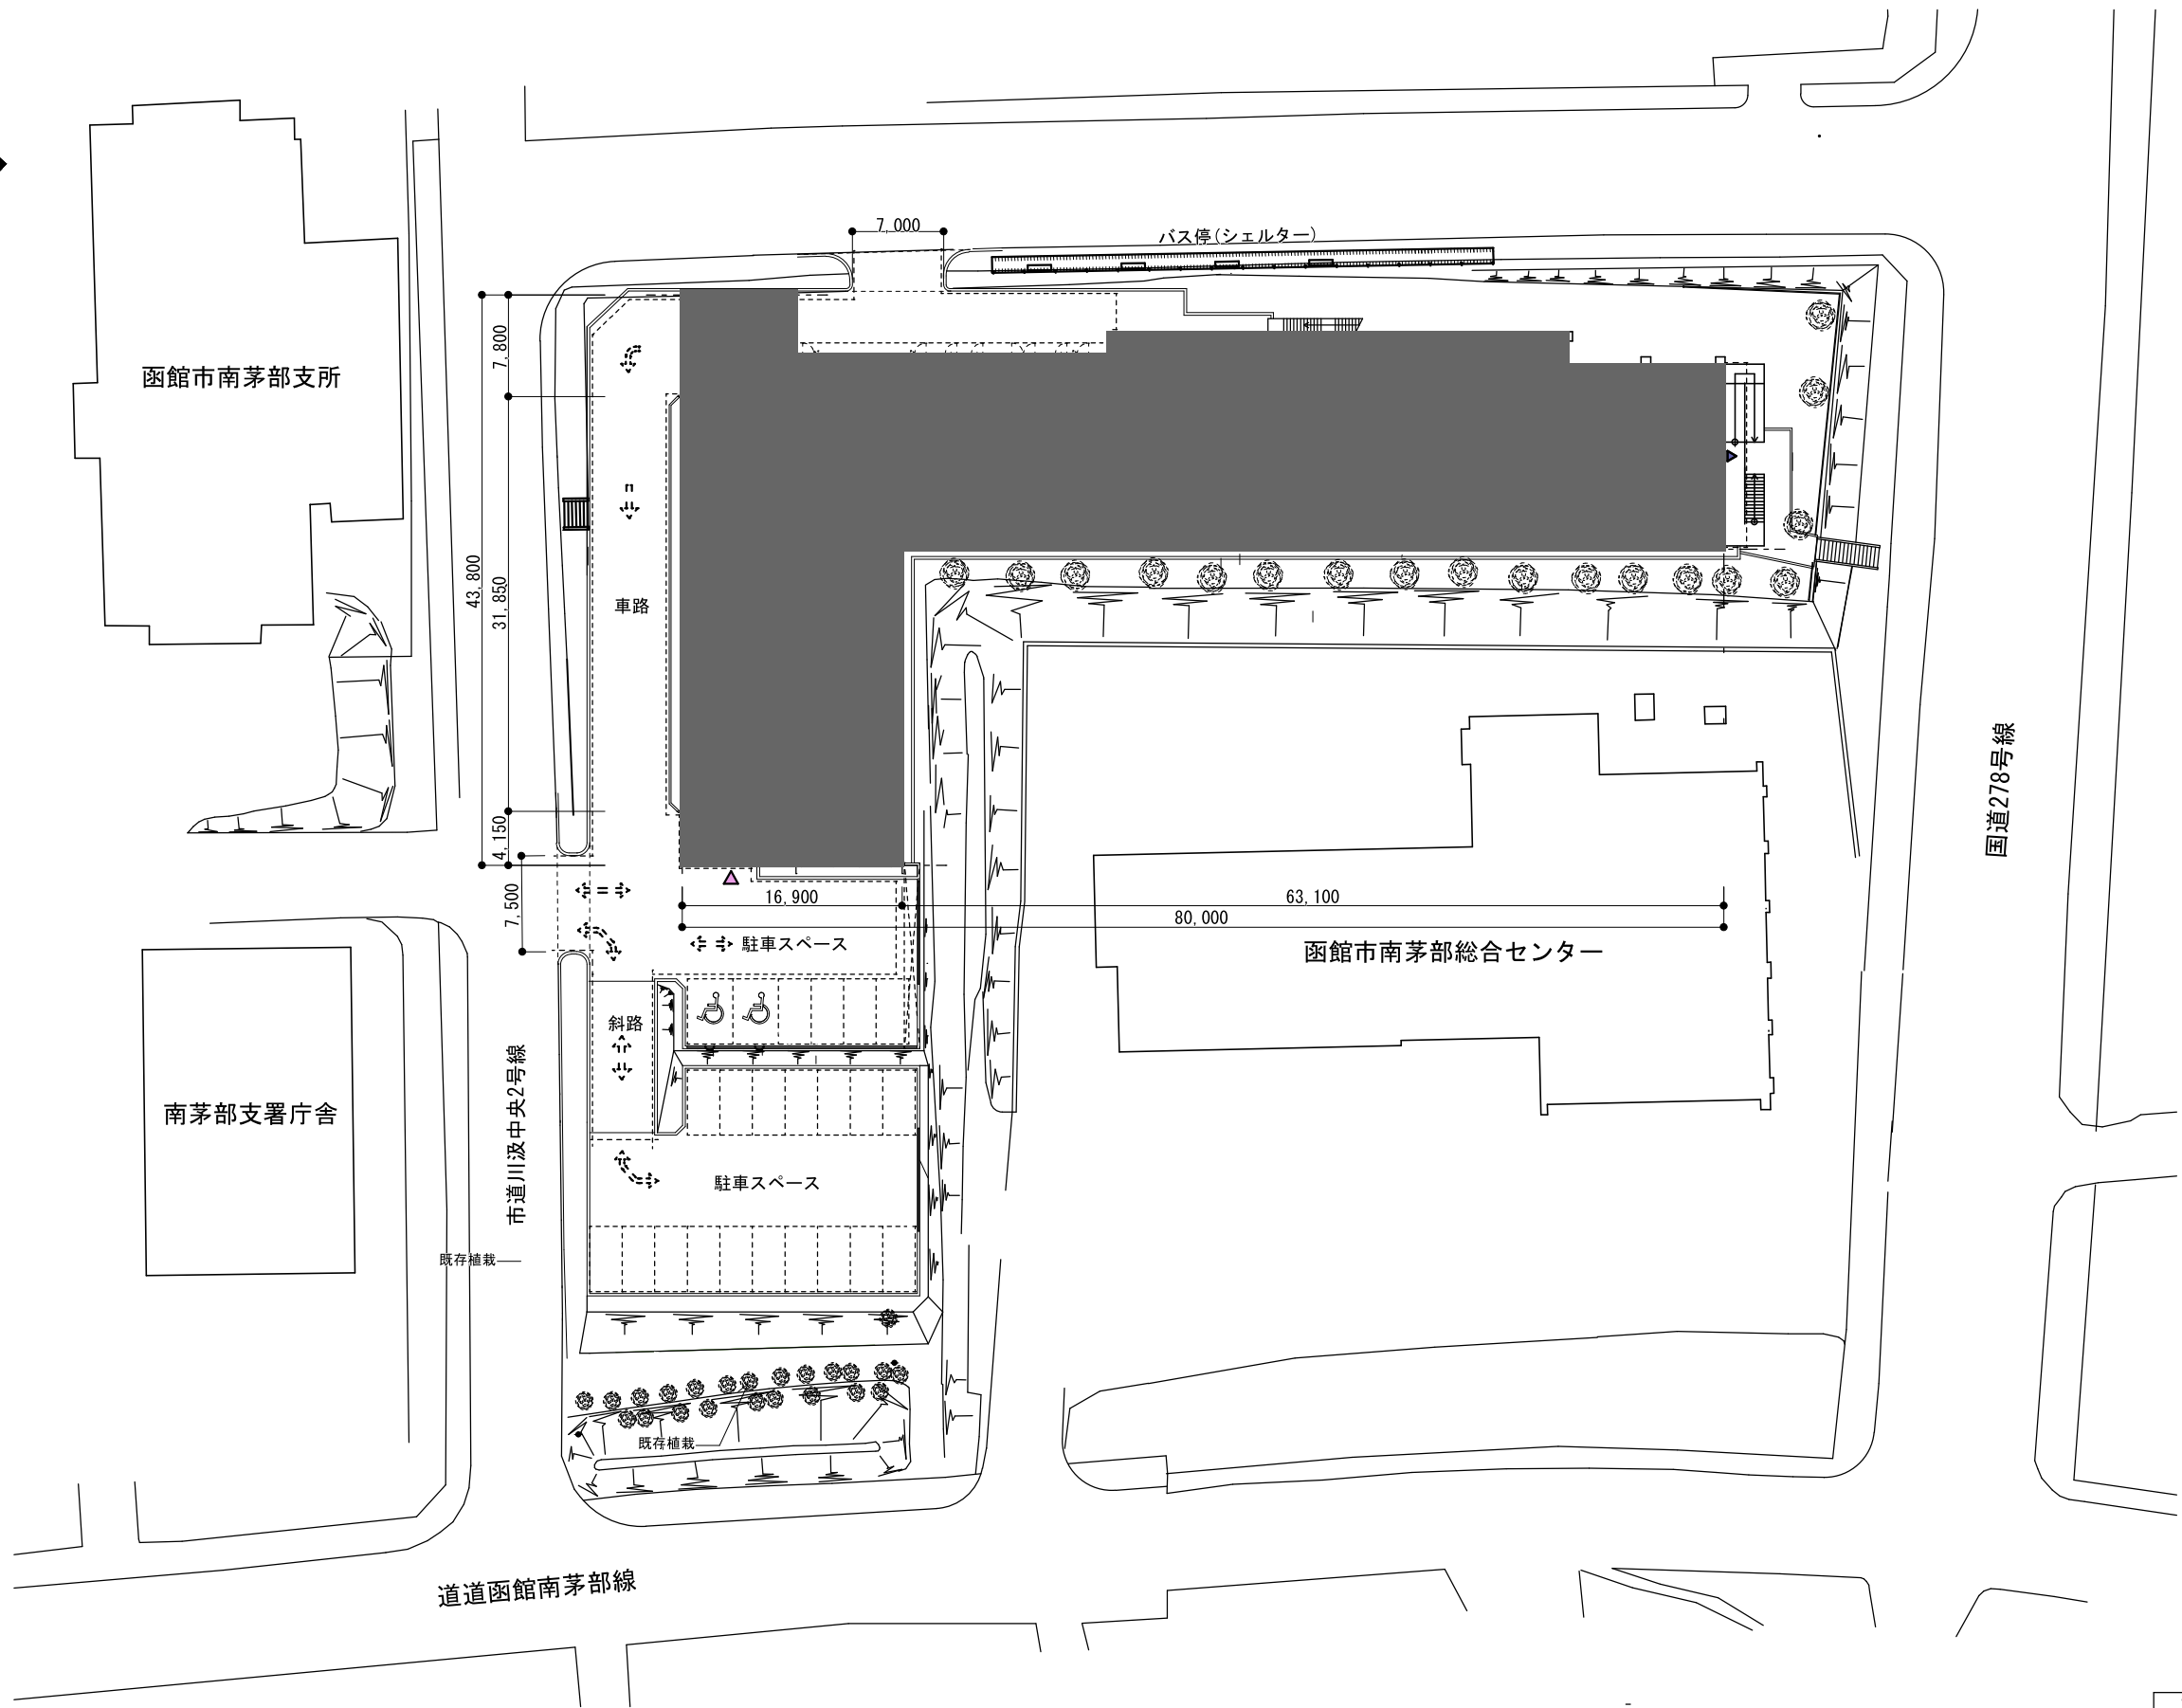 7,000
バス停(シェルター)
7,800
函館市南茅部支所
43,800
31,850
車路
国道278号線
4,150
7,500
16,900
63,100
80,000
駐車スペース
函館市南茅部総合センター
斜路
市道川汲中央2号線
南茅部支署庁舎
駐車スペース
既存植栽
既存植栽
道道函館南茅部線